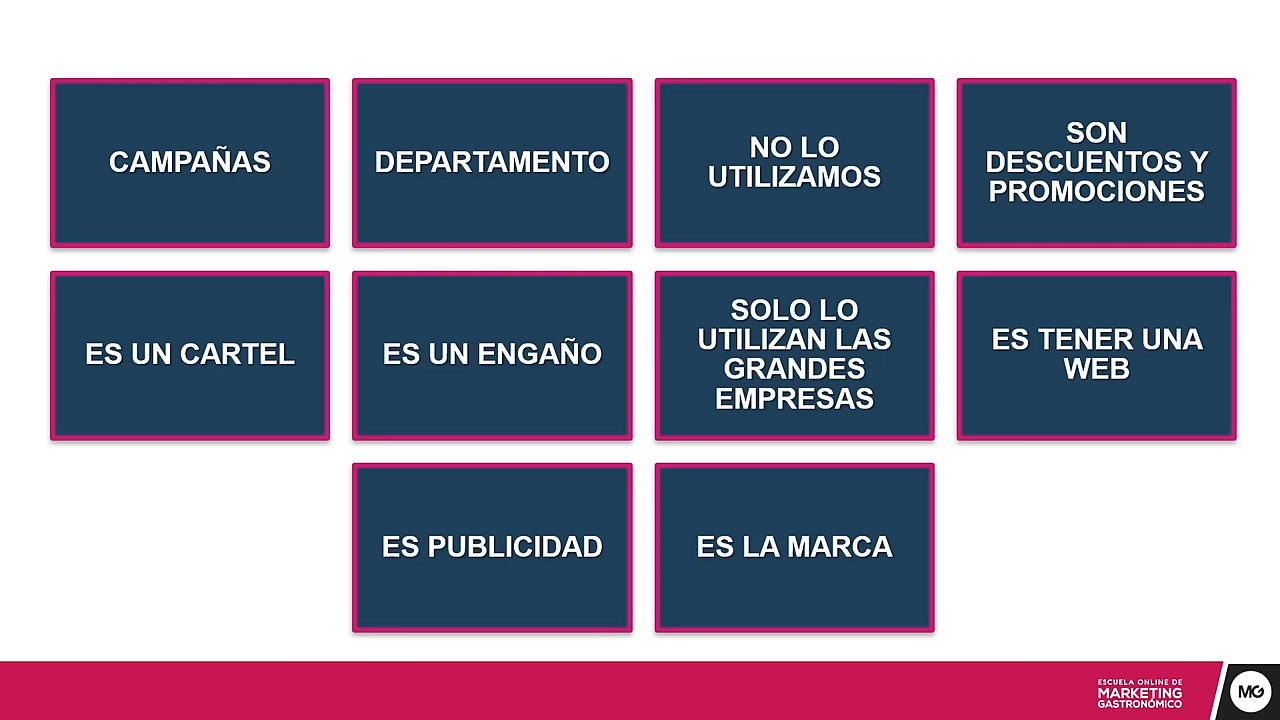 CAMPAÑAS
DEPARTAMENTO
NO LO
UTILIZAMOS
SON
DESCUENTOS Y
PROMOCIONES
ES UN CARTEL
ES UN ENGAÑO
SOLO LO
UTILIZAN LAS
GRANDES
EMPRESAS
ES TENER UNA
WEB
ES PUBLICIDAD
ES LA MARCA
ESCUELA ONLINE DE
MARKETING
GASTRONÓMICO
MG